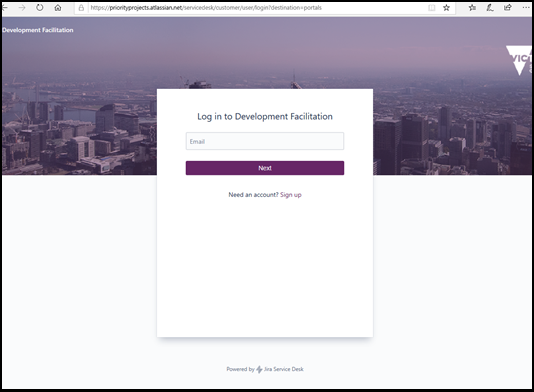 https://priorityprojects.atlassian.net/servicedesk/customer/user/login?destination=portals
Development Facilitation
VIC
Log in to Development Facilitation
Email
Next
Need an account? Sign up
Powered by Jira Service Desk